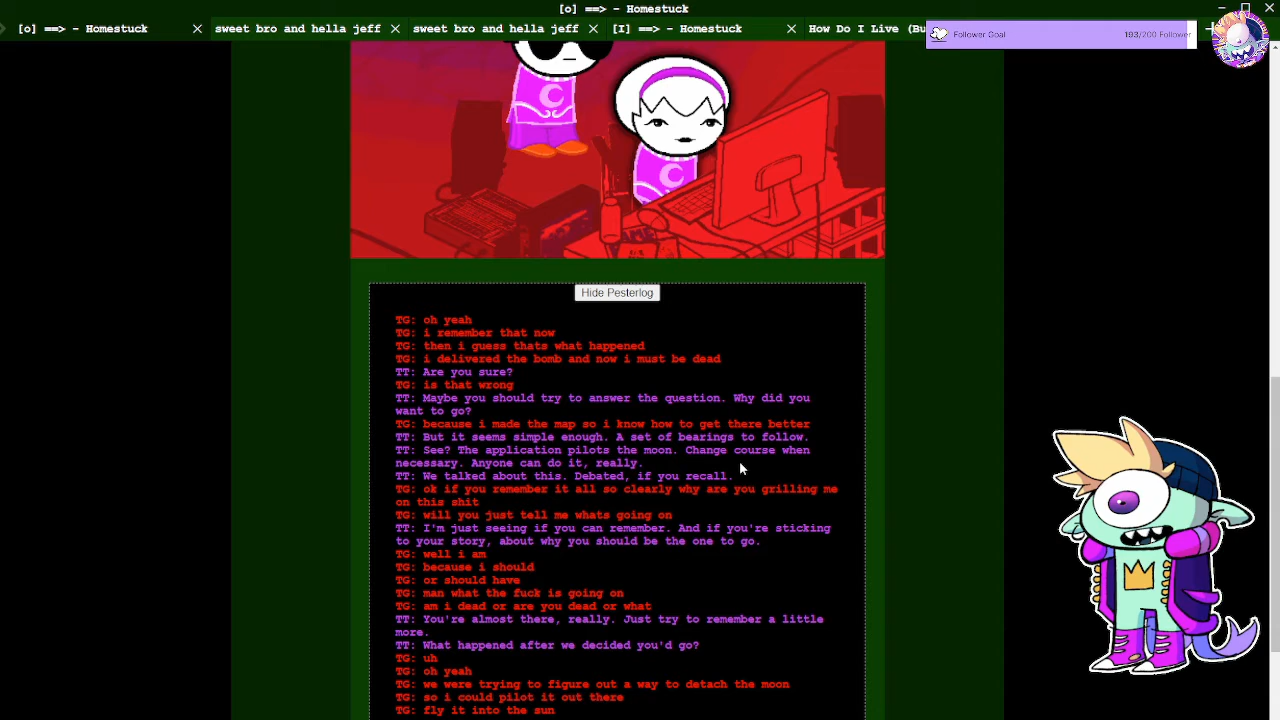 [o] ==> - Homestuck
[o] ==> - Homestuck
sweet bro and hella jeff
sweet bro and hella jeff
[I] ==> - Homestuck
How Do I Live (Bu
Follower Goal
193/200 Follower
Hide Pesterlog
TG: oh yeah
TG: i remember that now
TG: then i guess thats what happened
TG: i delivered the bomb and now i must be dead
TT: Are you sure?
TG: is that wrong
TT: Maybe you should try to answer the question. Why did you
want to go?
TG: because i made the map so i know how to get there better
TT: But it seems simple enough. A set of bearings to follow.
TT: See? The application pilots the moon. Change course when
necessary. Anyone can do it, really.
TT: We talked about this. Debated, if you recall.
TG: ok if you remember it all so clearly why are you grilling me
on this shit
TG: will you just tell me whats going on
TT: I'm just seeing if you can remember. And if you're sticking
to your story, about why you should be the one to go.
TG: well i am
TG: because i should
TG: or should have
TG: man what the fuck is going on
TG: am i dead or are you dead or what
TT: You're almost there, really. Just try to remember a little
more.
TT: What happened after we decided you'd go?
TG: uh
TG: oh yeah
TG: we were trying to figure out a way to detach the moon
TG: so i could pilot it out there
TG: fly it into the sun